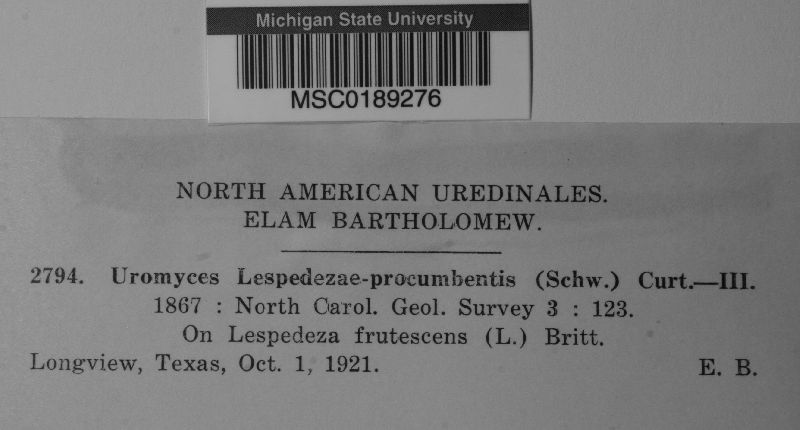 Michigan State University
MSC0189276
NORTH AMERICAN UREDINALES.
ELAM BARTHOLOMEW.
2794. Uromyces Lespedezae-procumbentis (Schw.) Curt.—III.
1867 : North Carol. Geol. Survey 3 : 123.
On Lespedeza frutescens (L.) Britt.
Longview, Texas, Oct. 1, 1921. E. B.